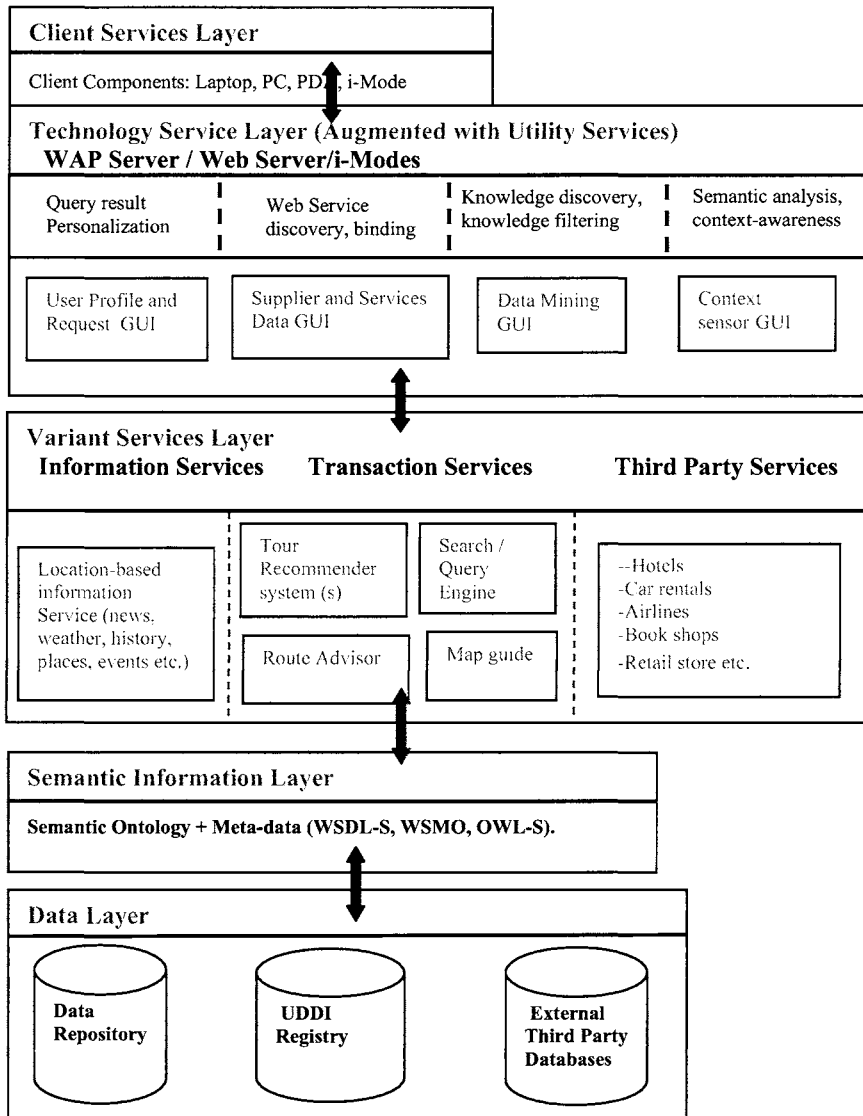 Client Services Layer
Client Components: Laptop, PC, PDA, i-Mode
Technology Service Layer (Augmented with Utility Services)
WAP Server / Web Server/i-Modes
Query result
Personalization
Web Service
discovery, binding
Knowledge discovery,
knowledge filtering
Semantic analysis,
context-awareness
User Profile and
Request GUI
Supplier and Services
Data GUI
Data Mining
GUI
Context
sensor GUI
Variant Services Layer
Information Services
Transaction Services
Third Party Services
Location-based
information
Service (news,
weather, history,
places, events etc.)
Tour
Recommender
system (s)
Search /
Query
Engine
Route Advisor
Map guide
--Hotels
-Car rentals
-Airlines
-Book shops
-Retail store etc.
Semantic Information Layer
Semantic Ontology + Meta-data (WSDL-S, WSMO, OWL-S).
Data Layer
Data
Repository
UDDI
Registry
External
Third Party
Databases